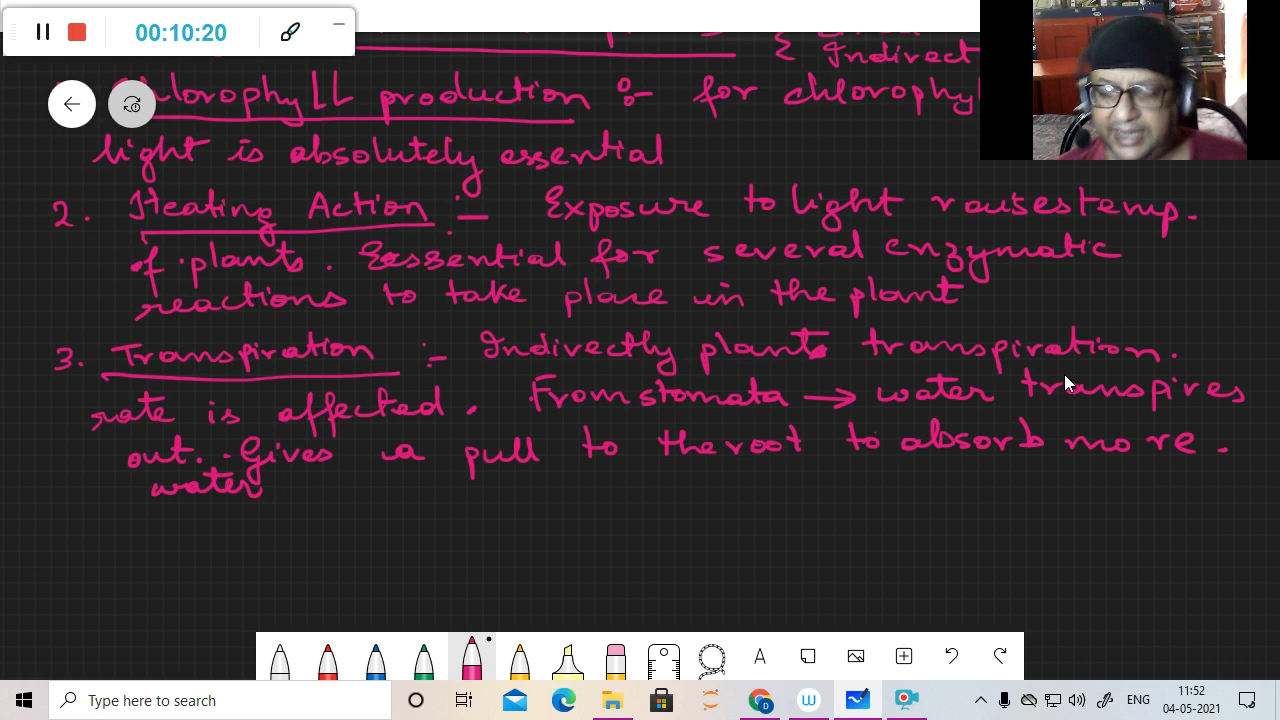 00:10:20
Indirect
Chlorophyll production :- for chlorophyl
light is absolutely essential
2. Heating Action :- Exposure to light rouses temp.
of plants. Essential for several enzymatic
reactions to take place in the plant
3. Transpiration :- Indirectly plants transpiration.
rate is affected. From stomata → water transpires
out. Gives a pull to the root to absorb more.
water
A
Type here to search
ENG
11:52
04-05-2021